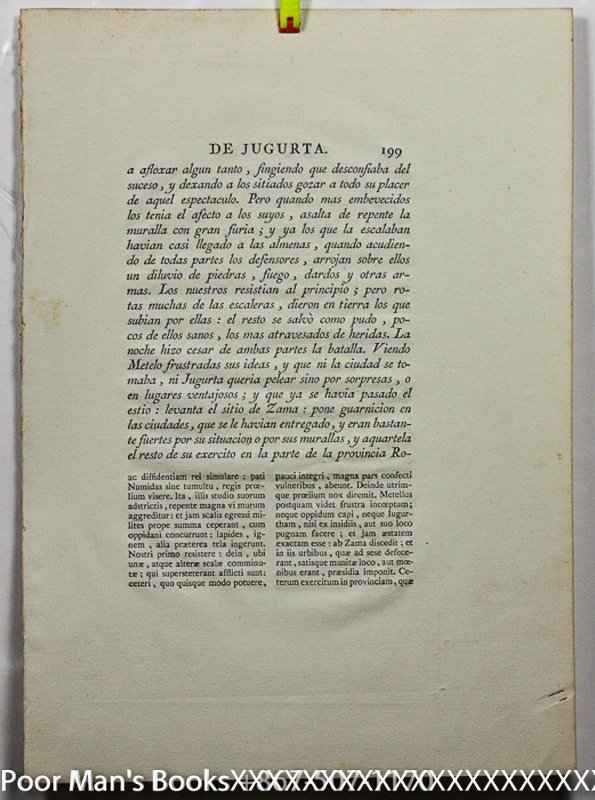 DE JUGURTA. 199
a afloxar algun tanto, fingiendo que desconfiaba del
suceso, y dexando a los sitiados gozar a todo su placer
de aquel espectaculo. Pero quando mas embevecidos
los tenia el afecto a los suyos, asalta de repente la
muralla con gran furia; y ya los que la escalaban
havian casi llegado a las almenas, quando acudien-
do de todas partes los defensores, arrojan sobre ellos
un diluvio de piedras, fuego, dardos y otras ar-
mas. Los nuestros resistian al principio; pero ro-
tas muchas de las escaleras, dieron en tierra los que
subian por ellas: el resto se salvò como pudo, po-
cos de ellos sanos, los mas atravesados de heridas. La
noche hizo cesar de ambas partes la batalla. Viendo
Metelo frustradas sus ideas, y que ni la ciudad se to-
maba, ni Jugurta queria pelear sino por sorpresas, o
en lugares ventajosos; y que ya se havia pasado el
estio: levanta el sitio de Zama: pone guarnicion en
las ciudades, que se le havian entregado, y eran bastan-
te fuertes por su situacion o por sus murallas, y aquartela
el resto de su exercito en la parte de la provincia Ro-
ac diffidentiam rei simulare: pati
Numidas sine tumultu, regis prœ-
lium visere. Ita, illis studio suorum
adstrictis, repente magna vi murum
aggreditur: et jam scalis egressi mi-
lites prope summa ceperant, cum
oppidani concurrunt: lapides, ig-
nem, alia præterea tela ingerunt.
Nostri primo resistere: dein, ubi
unæ, atque alteræ scalæ comminu-
tæ; qui supersteterant afflicti sunt:
ceteri, quo quisque modo potuere,
pauci integri, magna pars confecti
vulneribus, abeunt. Deinde utrim-
que prœlium nox diremit. Metellus
postquam videt frustra inceptum;
neque oppidum capi, neque Iugur-
tham, nisi ex insidiis, aut suo loco
pugnam facere; et jam æstatem
exactam esse: ab Zama discedit; et
in iis urbibus, quæ ad sese defece-
rant, satisque munitæ loco, aut mœ-
nibus erant, præsidia imponit. Ce-
terum exercitum in provinciam, quæ
Poor Man's Books